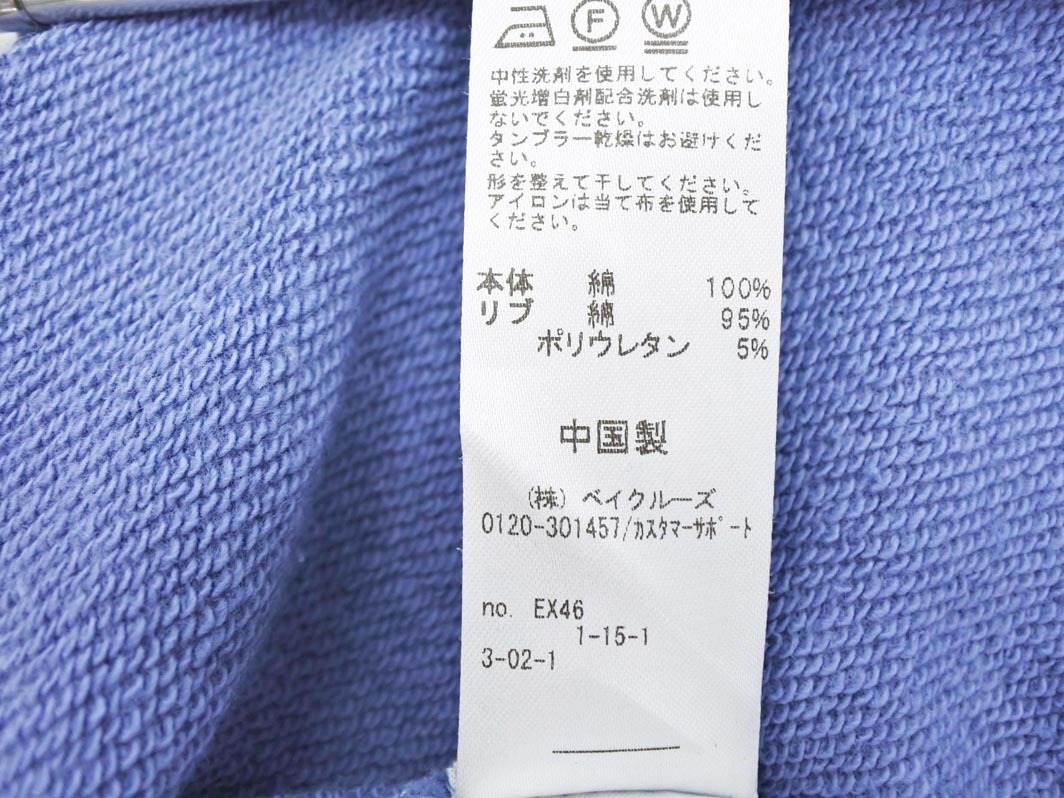 F W
中性洗剤を使用してください。
蛍光増白剤配合洗剤は使用し
ないでください。
タンブラー乾燥はお避けくだ
さい。
形を整えて干してください。
アイロンは当て布を使用して
ください。
本体 綿 100%
リブ 綿 95%
ポリウレタン 5%
中国製
（株）ベイクルーズ
0120-301457/ｶｽﾀﾏｰｻﾎﾟｰﾄ
no. EX46
1-15-1
3-02-1